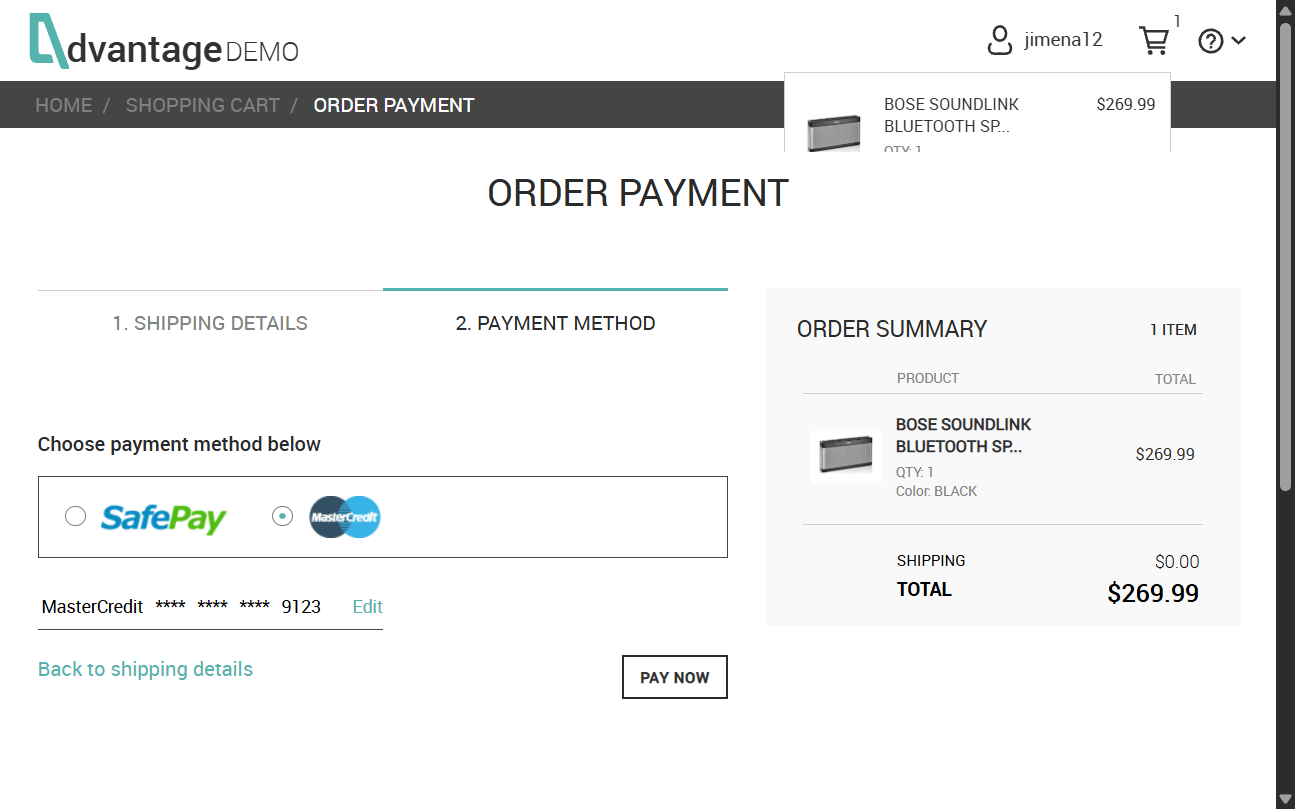 dvantage DEMO
jimena12
1
HOME / SHOPPING CART / ORDER PAYMENT
BOSE SOUNDLINK BLUETOOTH SP...
$269.99
QTY: 1
ORDER PAYMENT
1. SHIPPING DETAILS
2. PAYMENT METHOD
Choose payment method below
SafePay
MasterCredit
MasterCredit **** **** **** 9123
Edit
Back to shipping details
PAY NOW
ORDER SUMMARY
1 ITEM
PRODUCT
TOTAL
BOSE SOUNDLINK
BLUETOOTH SP...
QTY: 1
Color: BLACK
$269.99
SHIPPING
$0.00
TOTAL
$269.99